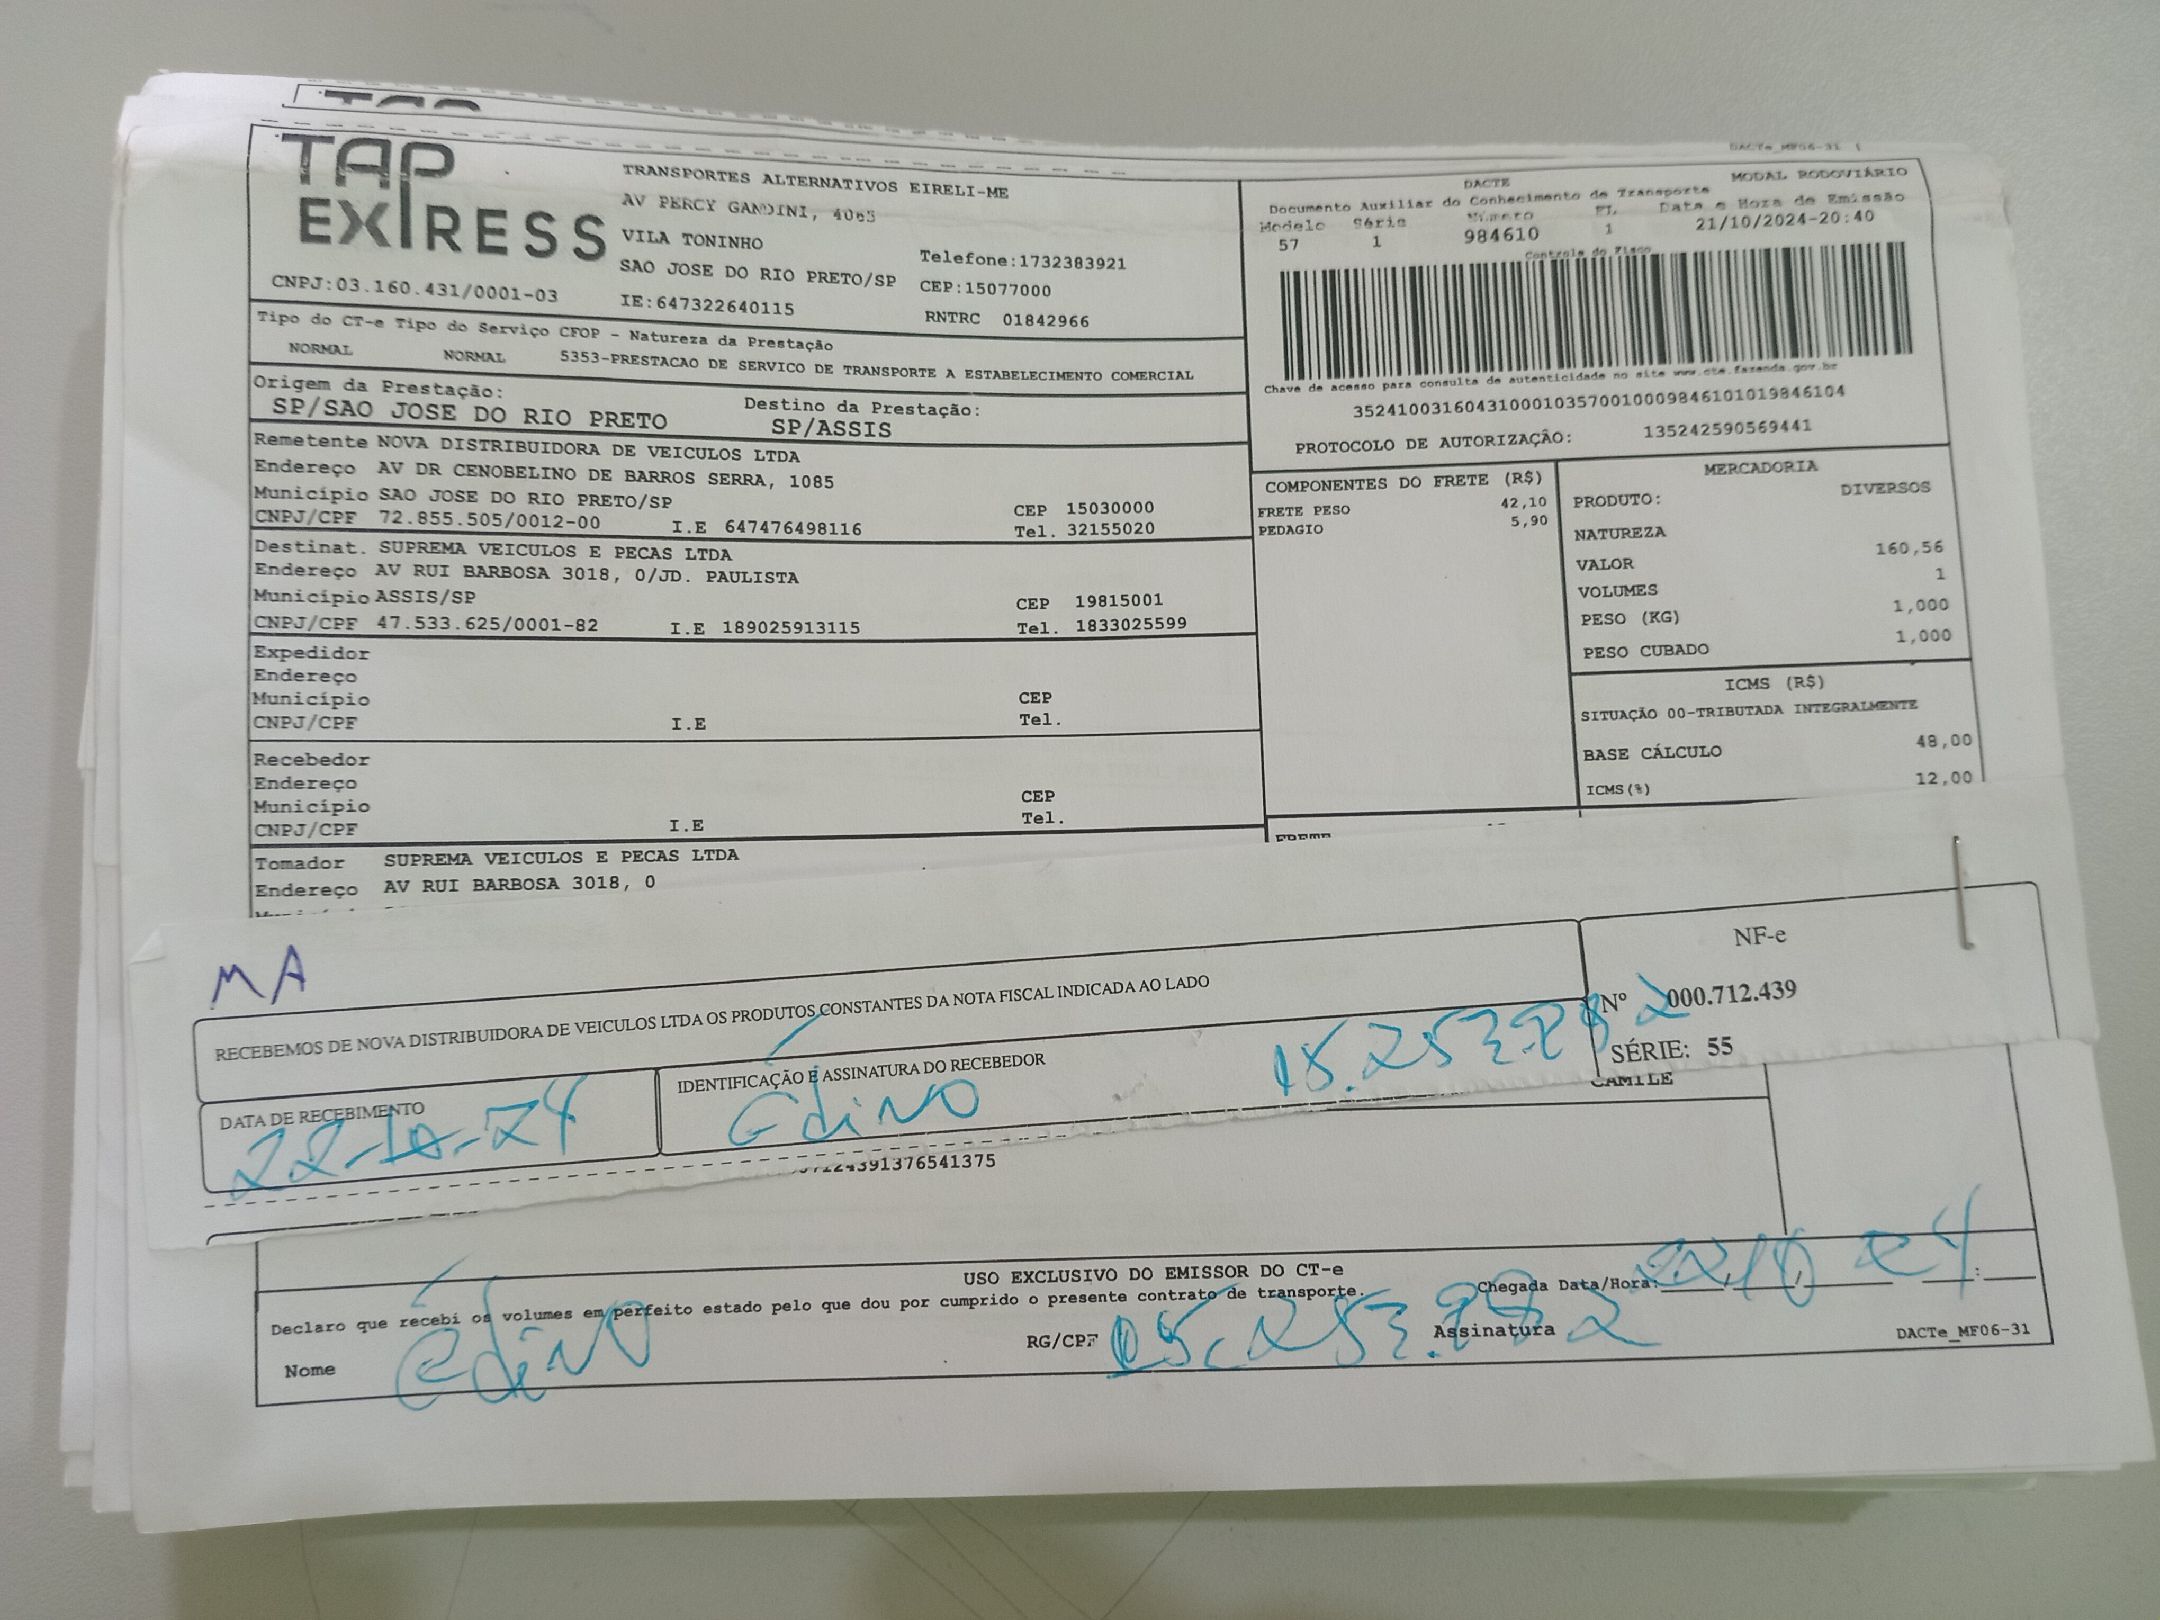 DACTe_MF06-31
TAP
EXPRESS
TRANSPORTES ALTERNATIVOS EIRELI-ME
AV PERCY GANDINI,
VILA TONINHO
SAO JOSE DO RIO PRETO/SP
Telefone:1732383921
CEP:15077000
CNPJ:03.160.431/0001-03
IE:647322640115
RNTRC 01842966
DACTE
MODAL RODOVIÁRIO
Documento Auxiliar do Conhecimento de Transporte
Modelo Série Número FL Data e Hora de Emissão
57 1 984610 1 21/10/2024-20:40
Controle do Fisco
Chave de acesso para consulta de autenticidade no site www.cte.fazenda.gov.br
35241003160431000103570010009846101019846104
PROTOCOLO DE AUTORIZAÇÃO: 135242590569441
Tipo do CT-e Tipo do Serviço CFOP - Natureza da Prestação
NORMAL NORMAL 5353-PRESTACAO DE SERVICO DE TRANSPORTE A ESTABELECIMENTO COMERCIAL
Origem da Prestação: Destino da Prestação:
SP/SAO JOSE DO RIO PRETO SP/ASSIS
Remetente NOVA DISTRIBUIDORA DE VEICULOS LTDA
Endereço AV DR CENOBELINO DE BARROS SERRA, 1085
Município SAO JOSE DO RIO PRETO/SP CEP 15030000
CNPJ/CPF 72.855.505/0012-00 I.E 647476498116 Tel. 32155020
Destinat. SUPREMA VEICULOS E PECAS LTDA
Endereço AV RUI BARBOSA 3018, 0/JD. PAULISTA
Município ASSIS/SP CEP 19815001
CNPJ/CPF 47.533.625/0001-82 I.E 189025913115 Tel. 1833025599
Expedidor
Endereço
Município CEP
CNPJ/CPF I.E Tel.
Recebedor
Endereço
Município CEP
CNPJ/CPF I.E Tel.
Tomador SUPREMA VEICULOS E PECAS LTDA
Endereço AV RUI BARBOSA 3018, 0
COMPONENTES DO FRETE (R$)
FRETE PESO 42,10
PEDAGIO 5,90
MERCADORIA
PRODUTO: DIVERSOS
NATUREZA
VALOR 160,56
VOLUMES 1
PESO (KG) 1,000
PESO CUBADO 1,000
ICMS (R$)
SITUAÇÃO 00-TRIBUTADA INTEGRALMENTE
BASE CÁLCULO 48,00
ICMS(%) 12,00
MA
RECEBEMOS DE NOVA DISTRIBUIDORA DE VEICULOS LTDA OS PRODUTOS CONSTANTES DA NOTA FISCAL INDICADA AO LADO
NF-e
Nº 000.712.439
SÉRIE: 55
DATA DE RECEBIMENTO
22-10-24
IDENTIFICAÇÃO E ASSINATURA DO RECEBEDOR
Edino
CAMILE
391376541375
USO EXCLUSIVO DO EMISSOR DO CT-e
Declaro que recebi os volumes em perfeito estado pelo que dou por cumprido o presente contrato de transporte.
Chegada Data/Hora: 22 10 24
Nome Edino
RG/CPF
Assinatura
DACTe_MF06-31